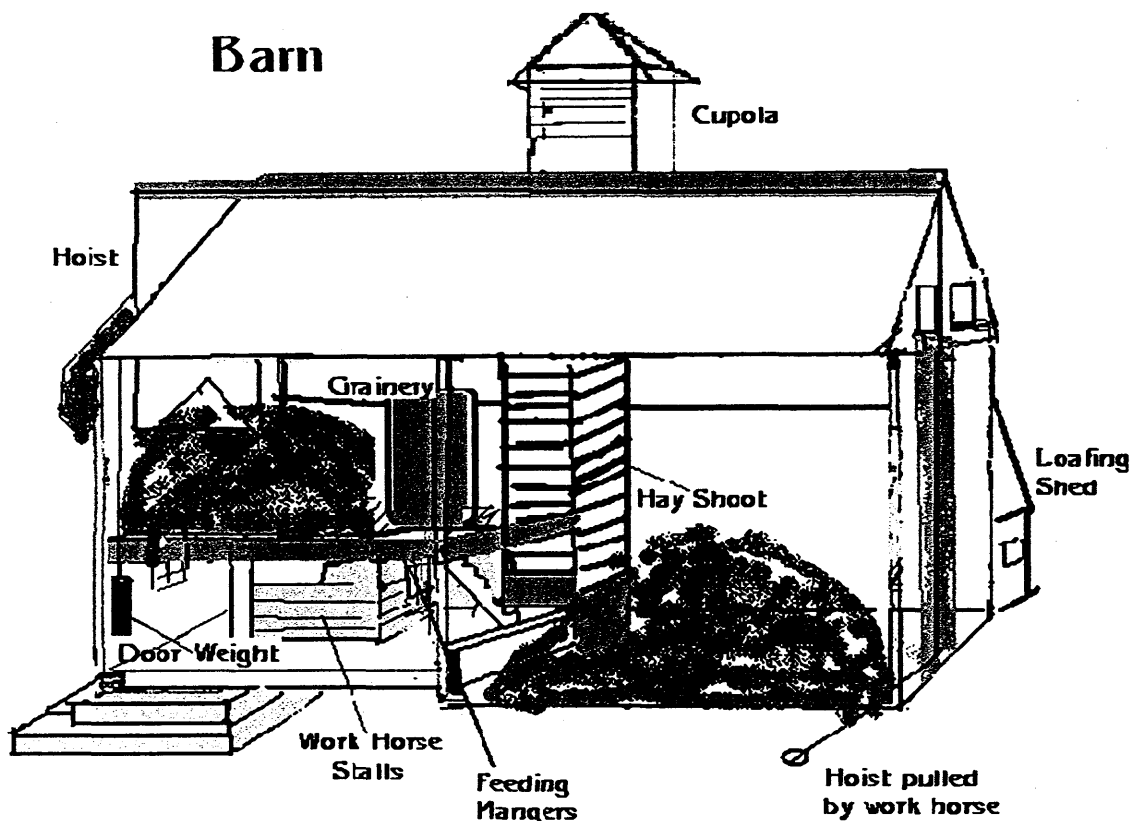 Barn
Cupola
Hoist
Grainery
Hay Shoot
Loafing
Shed
Door Weight
Work Horse
Stalls
Feeding
Mangers
Hoist pulled
by work horse